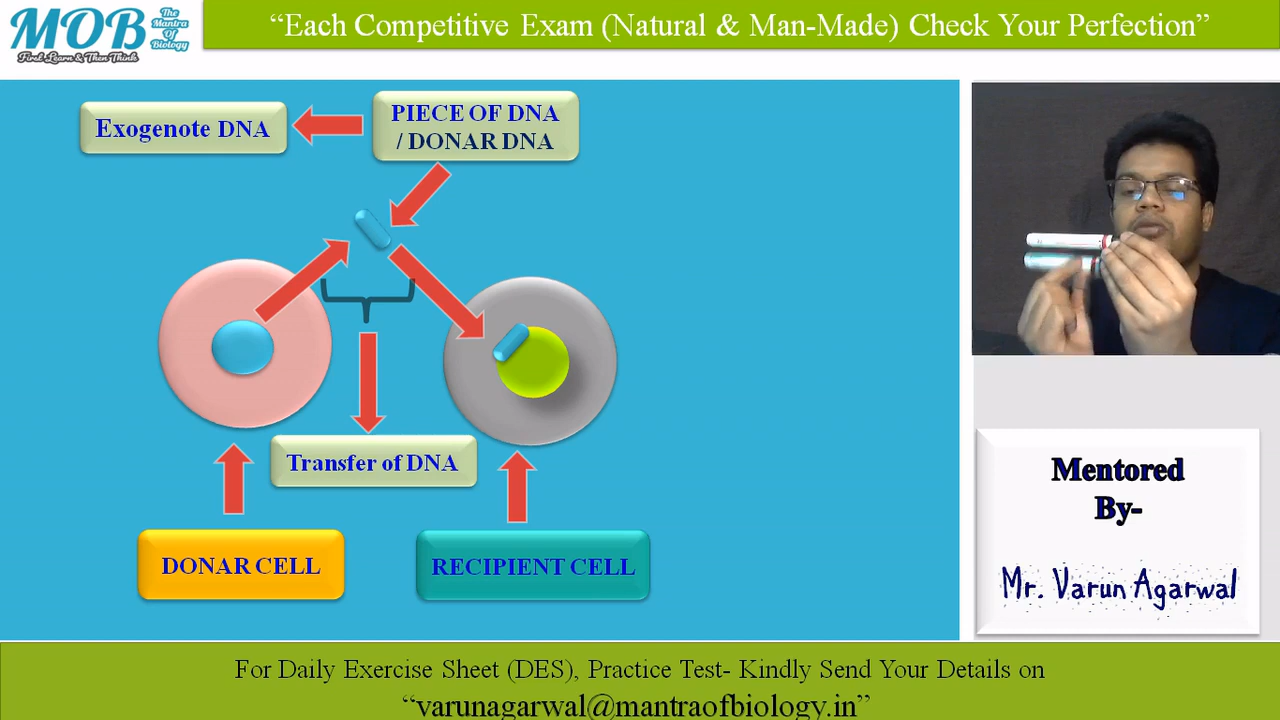 MOB The Mantra Of Biology
First Learn & Then Think
“Each Competitive Exam (Natural & Man-Made) Check Your Perfection”
Exogenote DNA
PIECE OF DNA
/ DONAR DNA
Transfer of DNA
DONAR CELL
RECIPIENT CELL
Mentored
By-
Mr. Varun Agarwal
For Daily Exercise Sheet (DES), Practice Test- Kindly Send Your Details on
“varunagarwal@mantraofbiology.in”